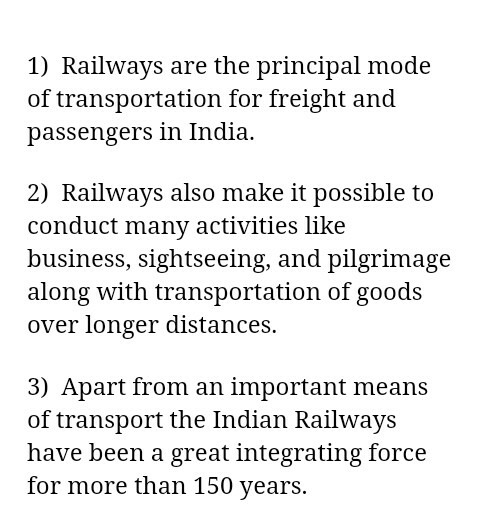 1)  Railways are the principal mode
of transportation for freight and
passengers in India.
2)  Railways also make it possible to
conduct many activities like
business, sightseeing, and pilgrimage
along with transportation of goods
over longer distances.
3)  Apart from an important means
of transport the Indian Railways
have been a great integrating force
for more than 150 years.